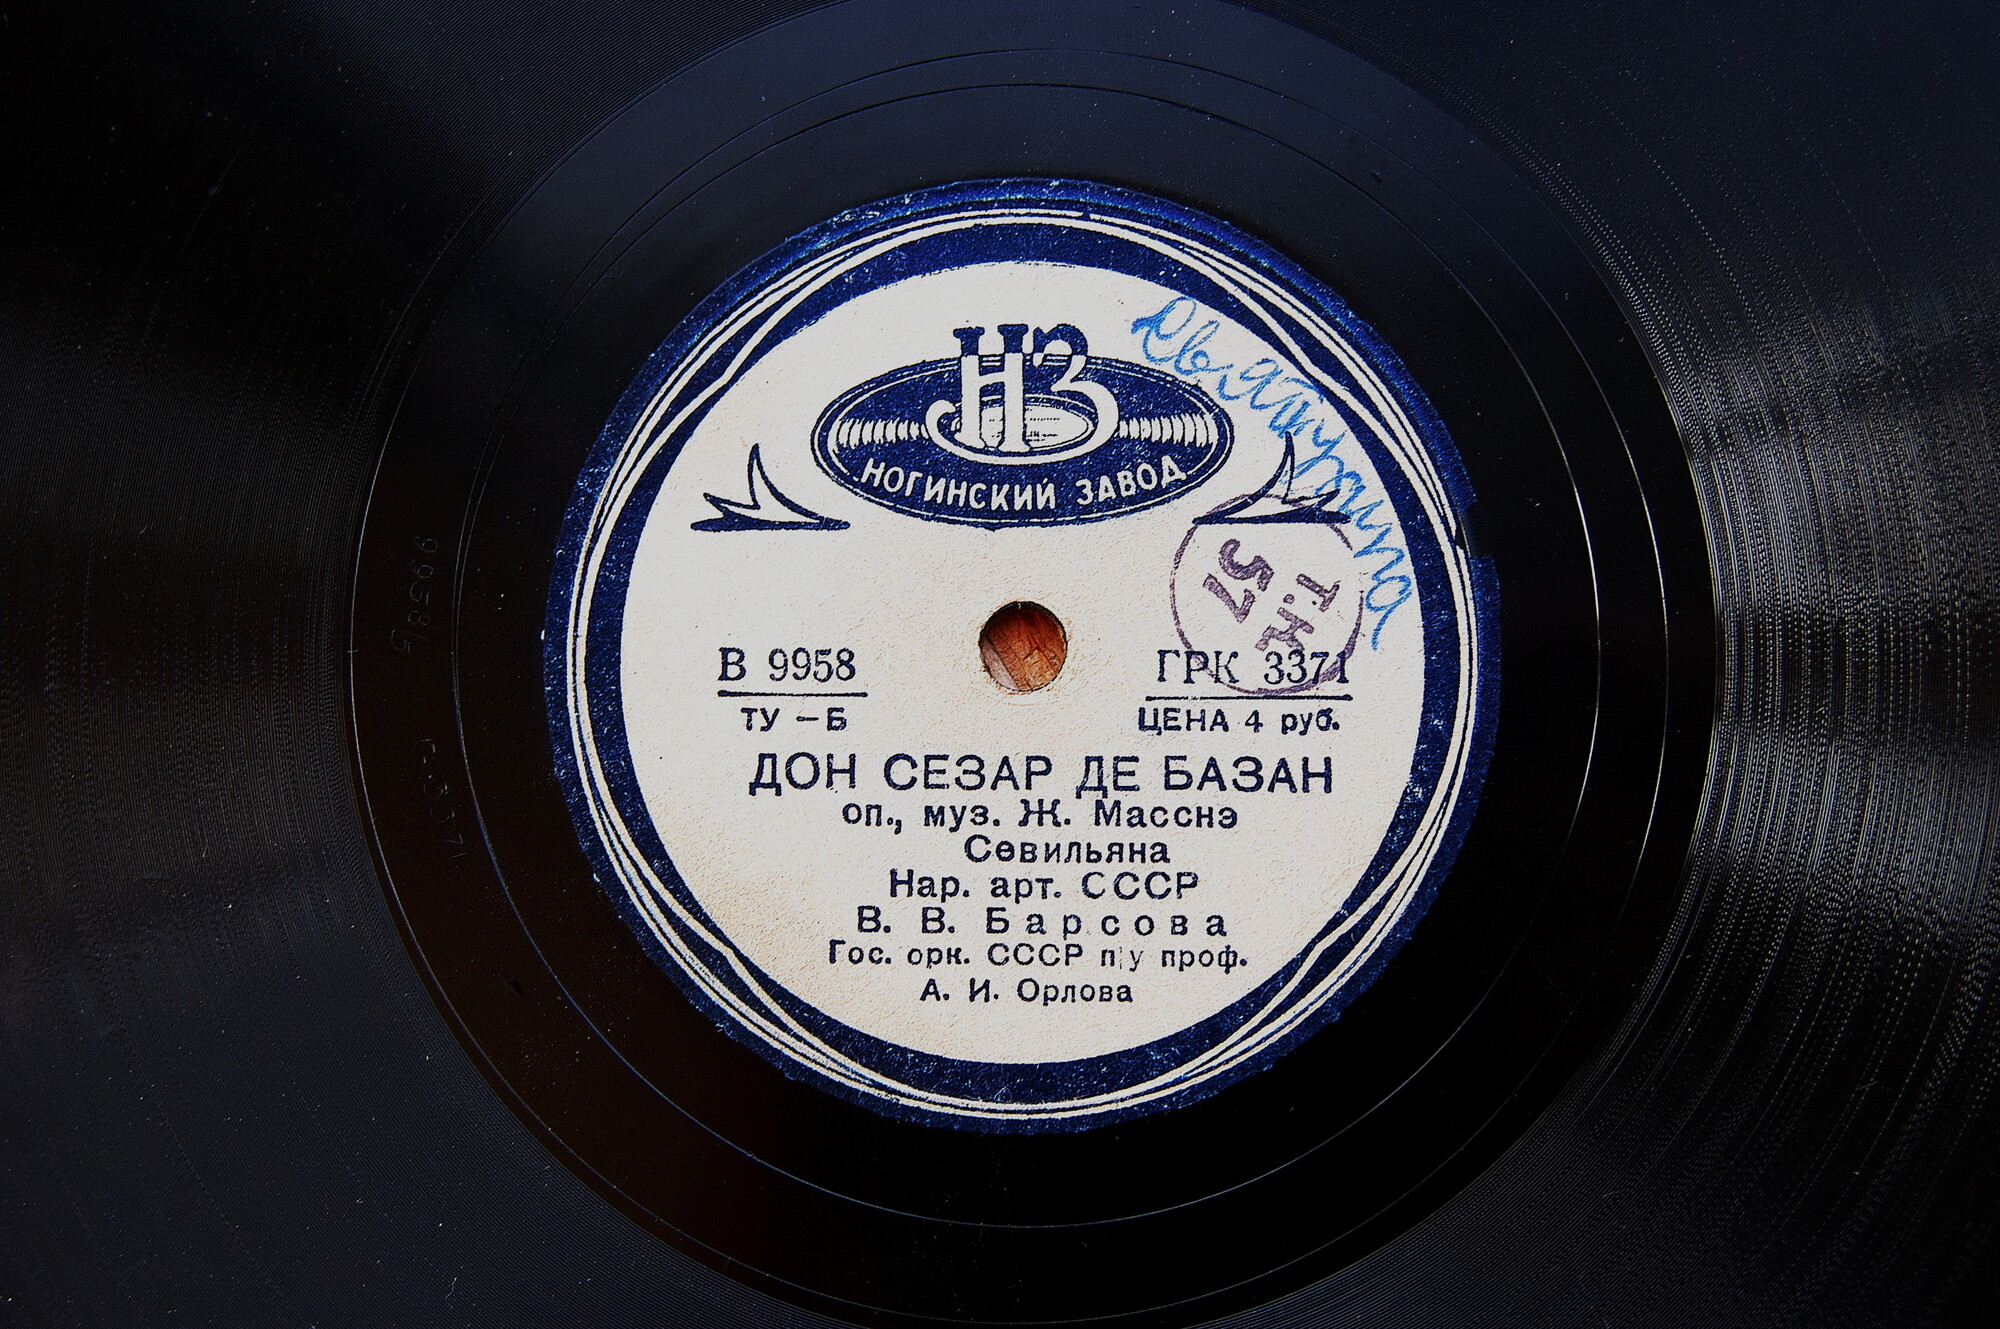 НЗ
НОГИНСКИЙ ЗАВОД
Т.К
57
В 9958
ГРК 3371
ТУ – Б
ЦЕНА 4 руб.
ДОН СЕЗАР ДЕ БАЗАН
оп., муз. Ж. Масснэ
Севильяна
Нар. арт. СССР
В. В. Барсова
Гос. орк. СССР п/у проф.
А. И. Орлова